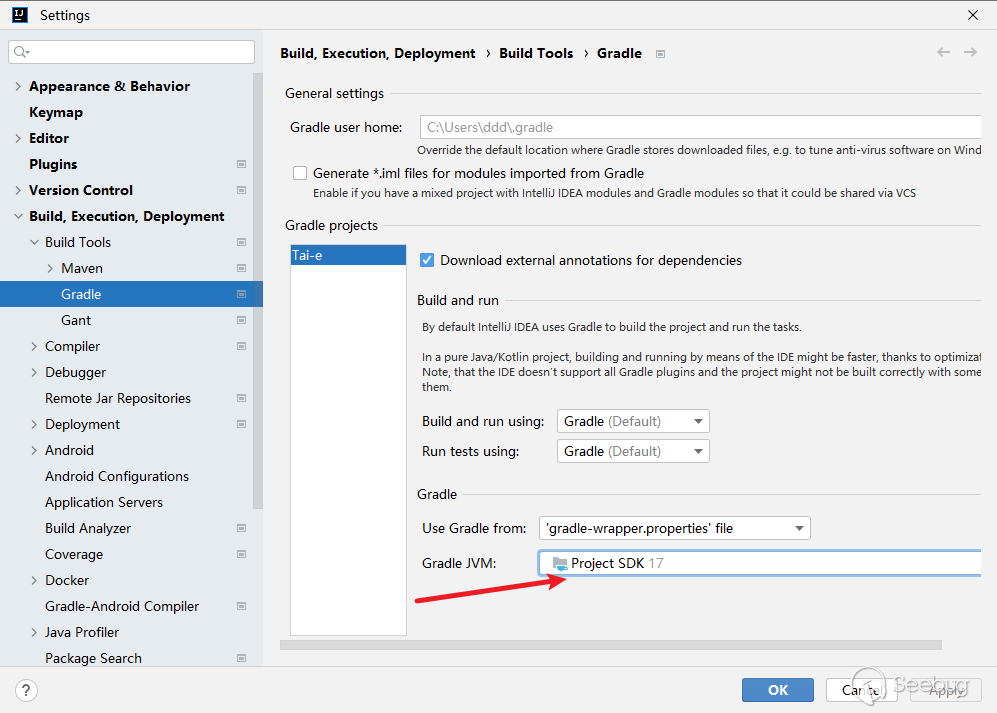 Settings
Appearance & Behavior
Keymap
Editor
Plugins
Version Control
Build, Execution, Deployment
Build Tools
Maven
Gradle
Gant
Compiler
Debugger
Remote Jar Repositories
Deployment
Android
Android Configurations
Application Servers
Build Analyzer
Coverage
Docker
Gradle-Android Compiler
Java Profiler
Package Search
Build, Execution, Deployment › Build Tools › Gradle
General settings
Gradle user home: C:\Users\ddd\.gradle
Override the default location where Gradle stores downloaded files, e.g. to tune anti-virus software on Wind
Generate *.iml files for modules imported from Gradle
Enable if you have a mixed project with IntelliJ IDEA modules and Gradle modules so that it could be shared via VCS
Gradle projects
Tai-e
Download external annotations for dependencies
Build and run
By default IntelliJ IDEA uses Gradle to build the project and run the tasks.
In a pure Java/Kotlin project, building and running by means of the IDE might be faster, thanks to optimizat
Note, that the IDE doesn't support all Gradle plugins and the project might not be built correctly with some
them.
Build and run using: Gradle (Default)
Run tests using: Gradle (Default)
Gradle
Use Gradle from: 'gradle-wrapper.properties' file
Gradle JVM: Project SDK 17
?
OK
Cancel
Apply
Seebug